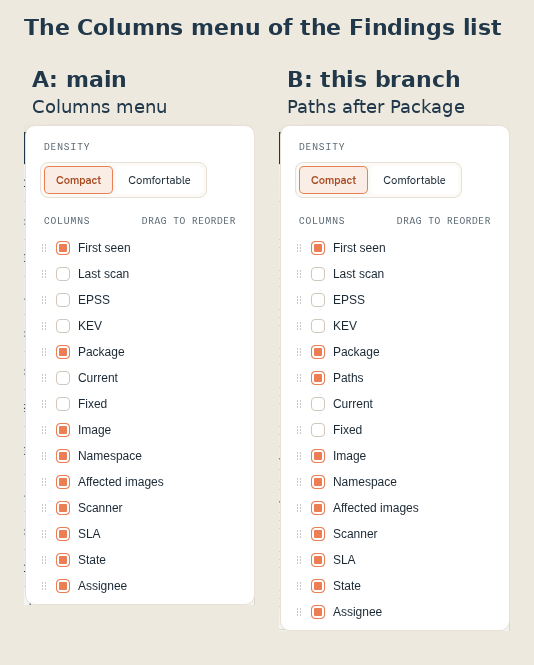 The Columns menu of the Findings list
A: main
Columns menu
DENSITY
Compact Comfortable
COLUMNS DRAG TO REORDER
First seen
Last scan
EPSS
KEV
Package
Current
Fixed
Image
Namespace
Affected images
Scanner
SLA
State
Assignee
B: this branch
Paths after Package
DENSITY
Compact Comfortable
COLUMNS DRAG TO REORDER
First seen
Last scan
EPSS
KEV
Package
Paths
Current
Fixed
Image
Namespace
Affected images
Scanner
SLA
State
Assignee